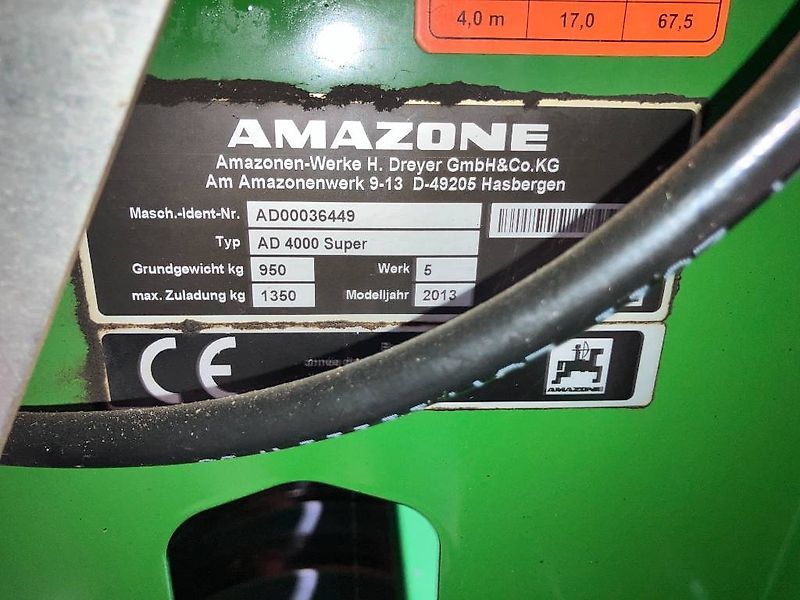 4,0 m 17,0 67,5
AMAZONE
Amazonen-Werke H. Dreyer GmbH&Co.KG
Am Amazonenwerk 9-13 D-49205 Hasbergen
Masch.-Ident-Nr. AD00036449
Typ AD 4000 Super
Grundgewicht kg 950 Werk 5
max. Zuladung kg 1350 Modelljahr 2013
CE
AMAZONE